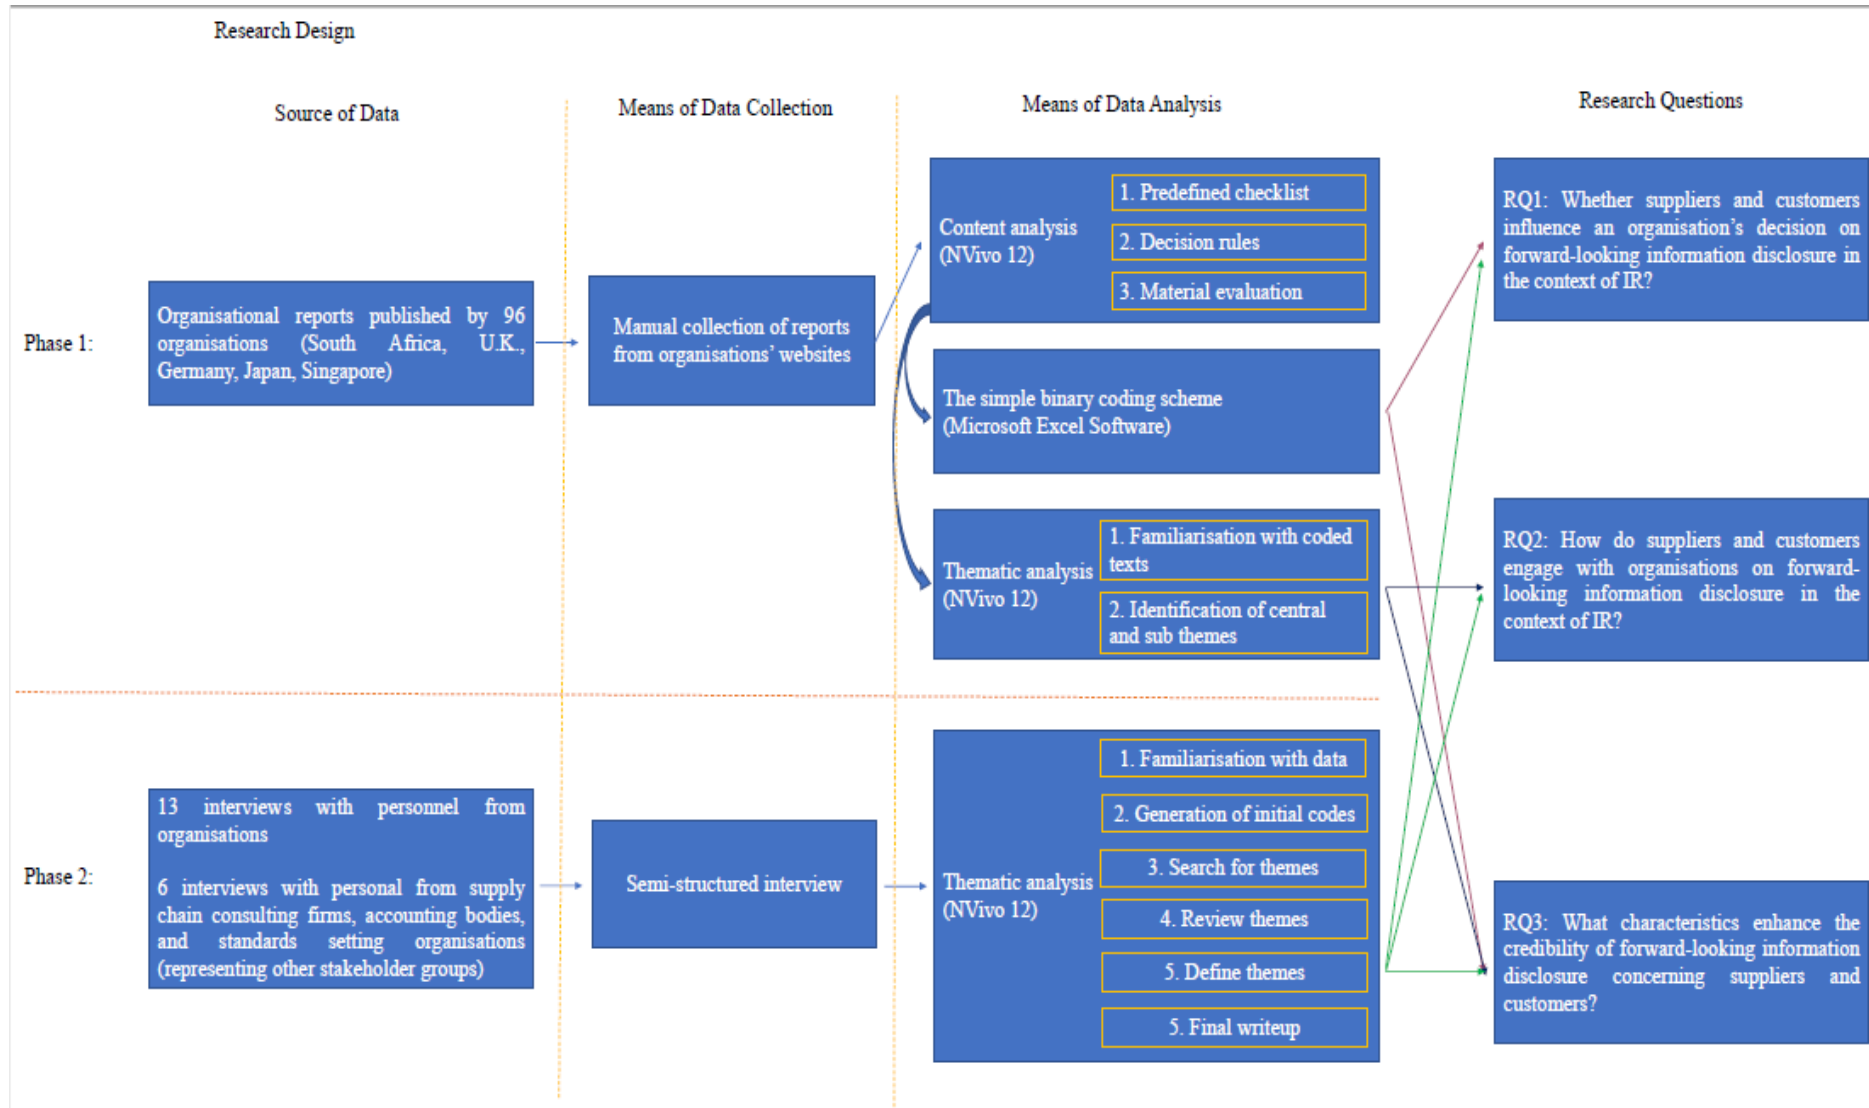 Research Design
Source of Data
Means of Data Collection
Means of Data Analysis
Research Questions
Phase 1:
Organisational reports published by 96
organisations (South Africa, U.K.,
Germany, Japan, Singapore)
Manual collection of reports
from organisations' websites
Content analysis
(NVivo 12)
1. Predefined checklist
2. Decision rules
3. Material evaluation
The simple binary coding scheme
(Microsoft Excel Software)
Thematic analysis
(NVivo 12)
1. Familiarisation with coded
texts
2. Identification of central
and sub themes
RQ1: Whether suppliers and customers
influence an organisation's decision on
forward-looking information disclosure in
the context of IR?
RQ2: How do suppliers and customers
engage with organisations on forward-
looking information disclosure in the
context of IR?
Phase 2:
13 interviews with personnel from
organisations
6 interviews with personal from supply
chain consulting firms, accounting bodies,
and standards setting organisations
(representing other stakeholder groups)
Semi-structured interview
Thematic analysis
(NVivo 12)
1. Familiarisation with data
2. Generation of initial codes
3. Search for themes
4. Review themes
5. Define themes
5. Final writeup
RQ3: What characteristics enhance the
credibility of forward-looking information
disclosure concerning suppliers and
customers?